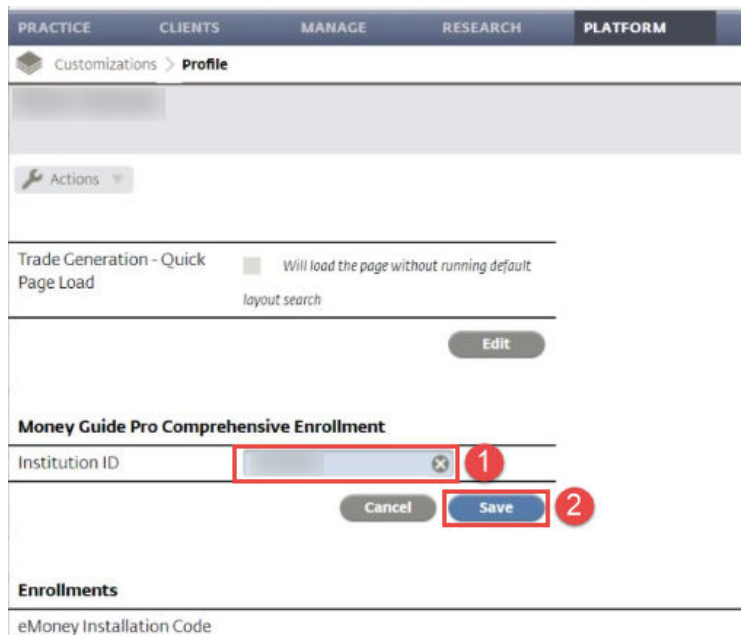 PRACTICE CLIENTS MANAGE RESEARCH PLATFORM
Customizations > Profile
Actions
Trade Generation - Quick Page Load
Will load the page without running default layout search
Edit
Money Guide Pro Comprehensive Enrollment
Institution ID
1
Cancel Save 2
Enrollments
eMoney Installation Code